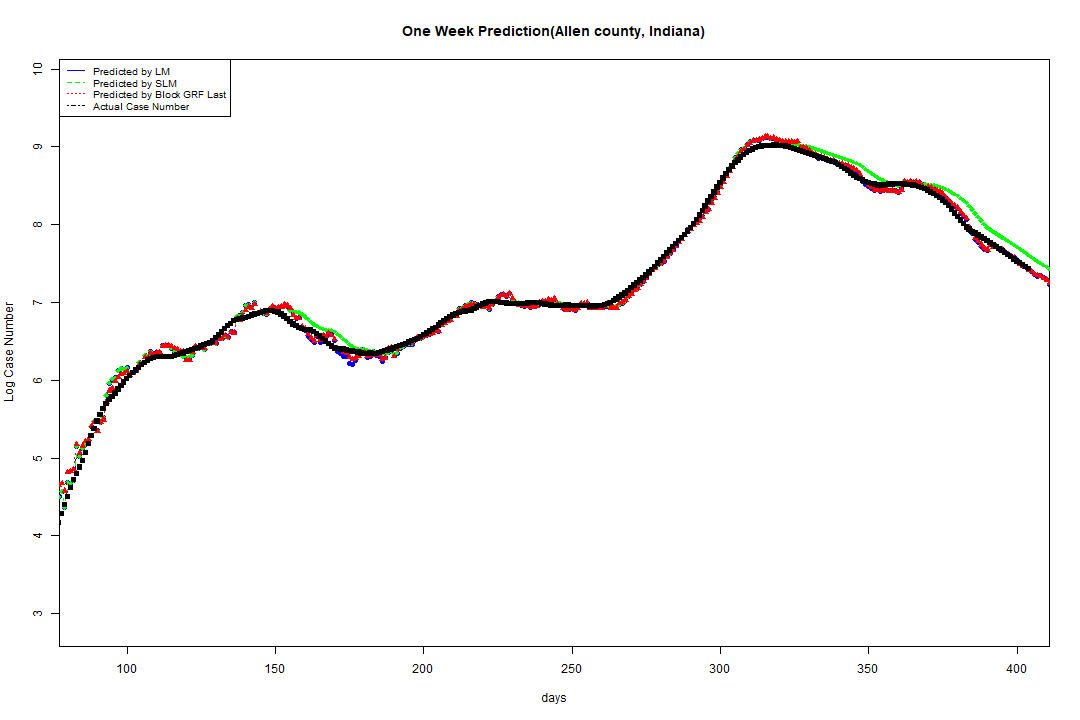 One Week Prediction(Allen county, Indiana)
Predicted by LM
Predicted by SLM
Predicted by Block GRF Last
Actual Case Number
10
9
8
7
6
5
4
3
Log Case Number
100 150 200 250 300 350 400
days